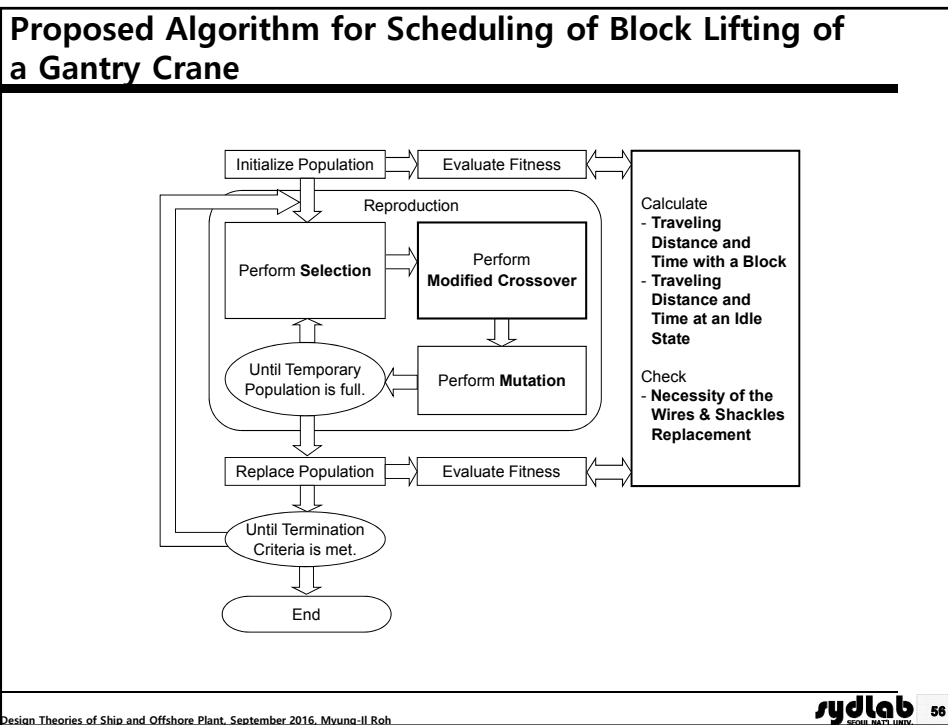 Proposed Algorithm for Scheduling of Block Lifting of
a Gantry Crane
Initialize Population
Evaluate Fitness
Reproduction
Perform Selection
Perform
Modified Crossover
Until Temporary
Population is full.
Perform Mutation
Replace Population
Evaluate Fitness
Until Termination
Criteria is met.
End
Calculate
- Traveling
Distance and
Time with a Block
- Traveling
Distance and
Time at an Idle
State
Check
- Necessity of the
Wires & Shackles
Replacement
Design Theories of Ship and Offshore Plant, September 2016, Myung-Il Roh
sydlab
SEOUL NAT'L UNIV.
56